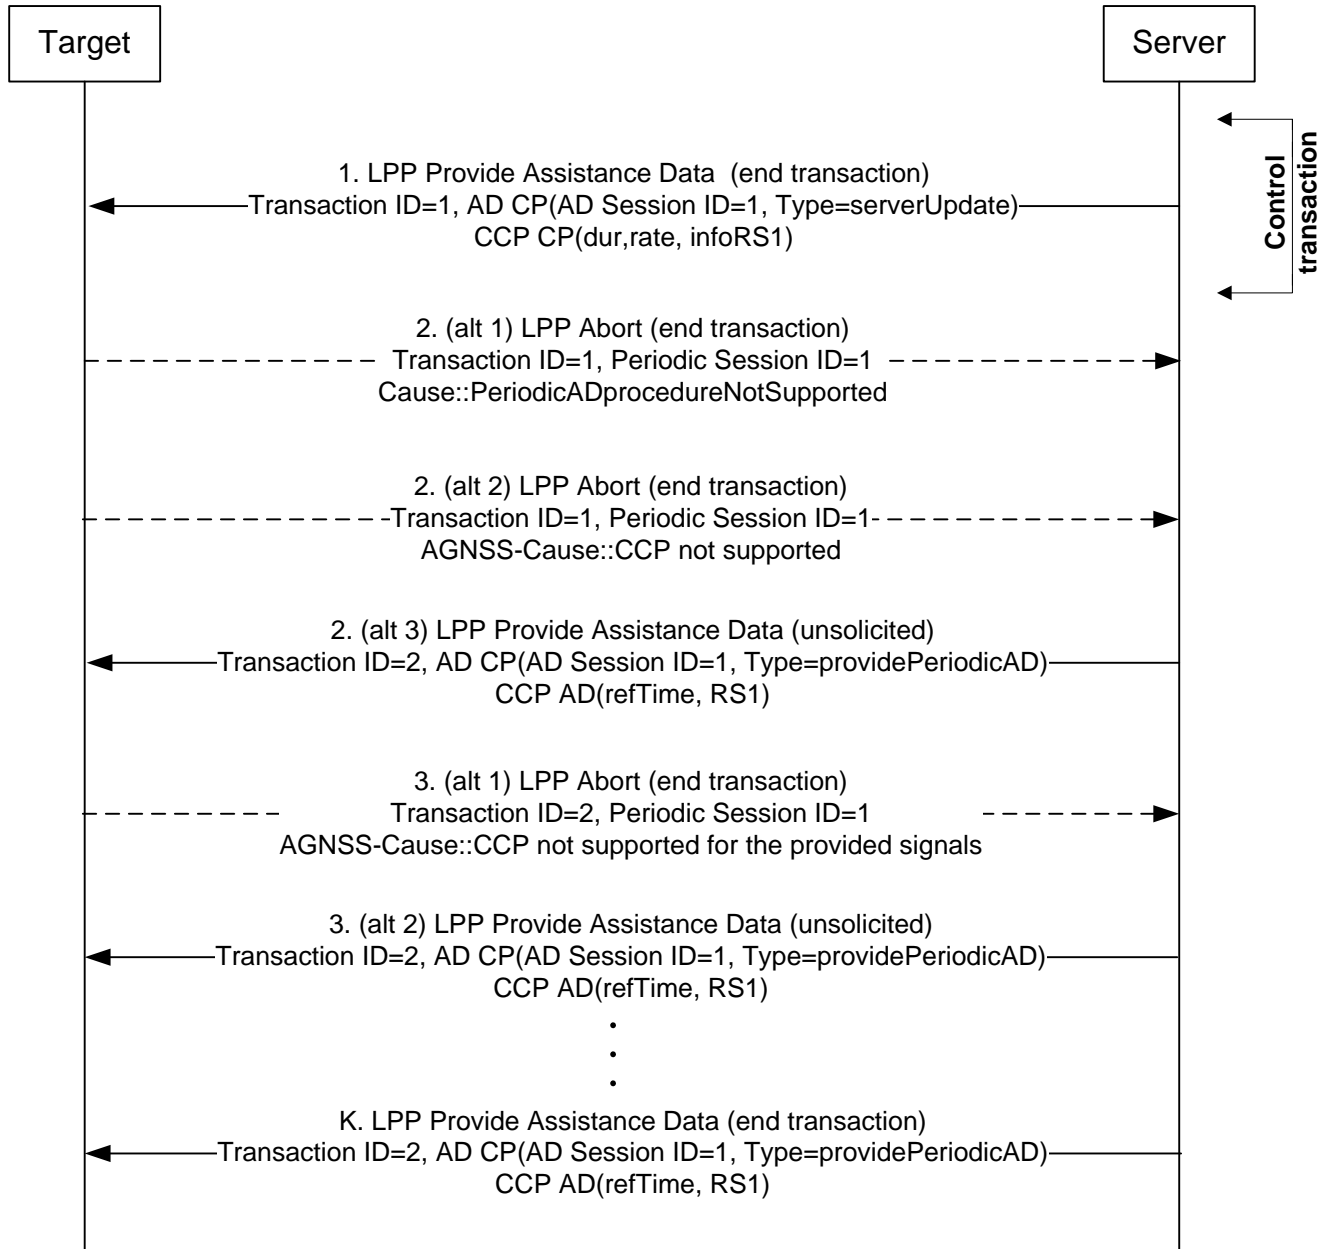 Target
Server
Control
transaction
1. LPP Provide Assistance Data  (end transaction)
Transaction ID=1, AD CP(AD Session ID=1, Type=serverUpdate)
CCP CP(dur,rate, infoRS1)
2. (alt 1) LPP Abort (end transaction)
Transaction ID=1, Periodic Session ID=1
Cause::PeriodicADprocedureNotSupported
2. (alt 2) LPP Abort (end transaction)
Transaction ID=1, Periodic Session ID=1
AGNSS-Cause::CCP not supported
2. (alt 3) LPP Provide Assistance Data (unsolicited)
Transaction ID=2, AD CP(AD Session ID=1, Type=providePeriodicAD)
CCP AD(refTime, RS1)
3. (alt 1) LPP Abort (end transaction)
Transaction ID=2, Periodic Session ID=1
AGNSS-Cause::CCP not supported for the provided signals
3. (alt 2) LPP Provide Assistance Data (unsolicited)
Transaction ID=2, AD CP(AD Session ID=1, Type=providePeriodicAD)
CCP AD(refTime, RS1)
.
.
.
K. LPP Provide Assistance Data (end transaction)
Transaction ID=2, AD CP(AD Session ID=1, Type=providePeriodicAD)
CCP AD(refTime, RS1)